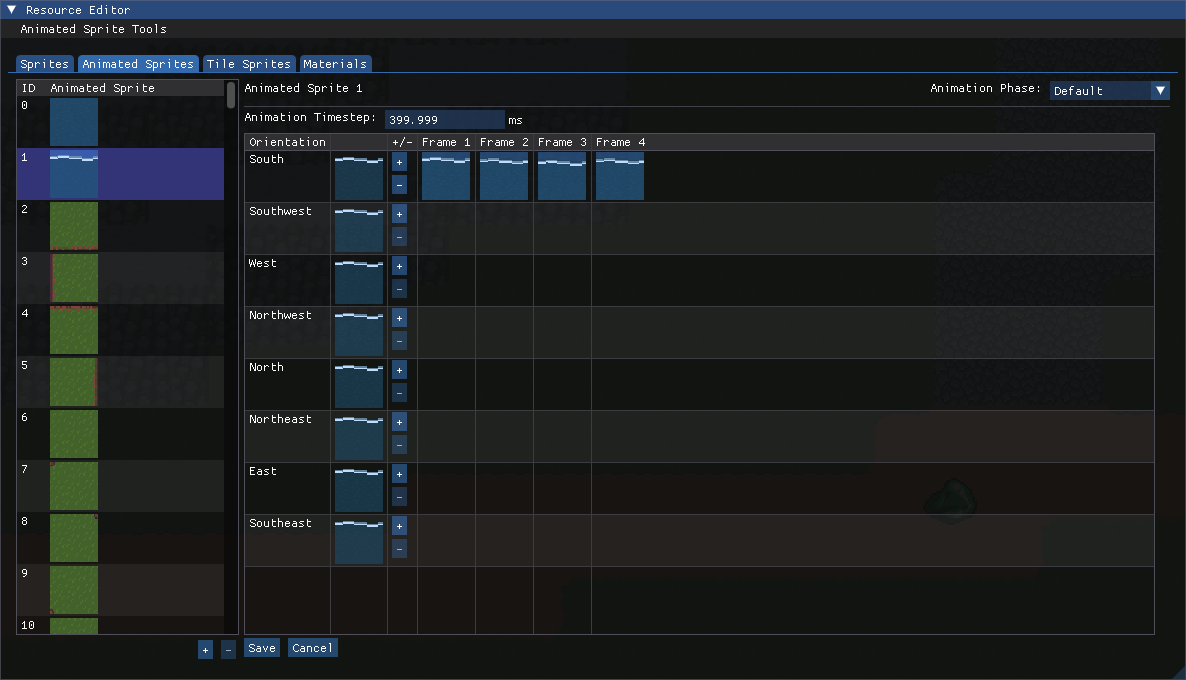 Resource Editor
Animated Sprite Tools
Sprites Animated Sprites Tile Sprites Materials
ID Animated Sprite
0
1
2
3
4
5
6
7
8
9
10
+ -
Animated Sprite 1 Animation Phase: Default
Animation Timestep: 399.999 ms
Orientation +/- Frame 1 Frame 2 Frame 3 Frame 4
South +
-
Southwest +
-
West +
-
Northwest +
-
North +
-
Northeast +
-
East +
-
Southeast +
-
Save Cancel